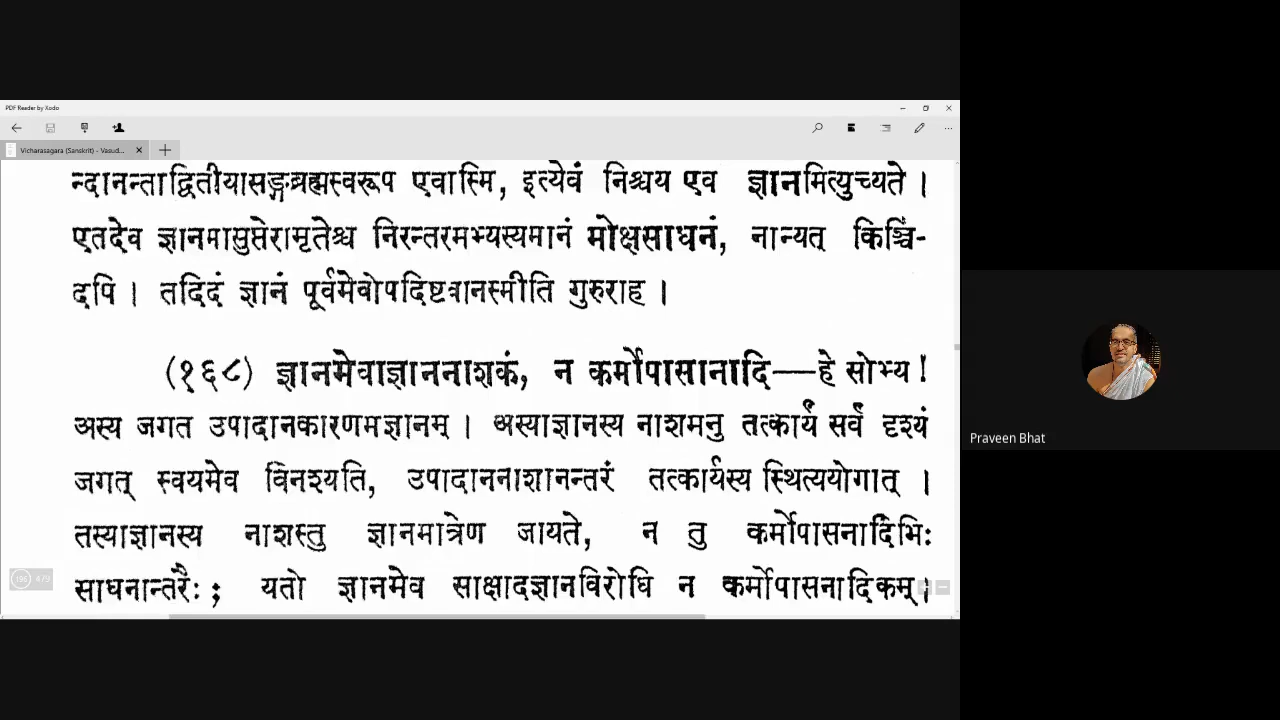 PDF Reader by Xodo
Vicharasagara (Sanskrit) - Vasud...
न्दानन्ताद्वितीयासङ्गब्रह्मस्वरूप एवास्मि, इत्येवं निश्चय एव ज्ञानमित्युच्यते ।
एतदेव ज्ञानमासुप्तेरामृतेश्च निरन्तरमभ्यस्यमानं मोक्षसाधनं, नान्यत् किञ्चि-
दपि । तदिदं ज्ञानं पूर्वमेवोपदिष्टवानस्मीति गुरुराह ।
(१६८) ज्ञानमेवाज्ञाननाशकं, न कर्मोपासानादि—हे सोभ्य !
अस्य जगत उपादानकारणमज्ञानम् । अस्याज्ञानस्य नाशमनु तत्कार्यं सर्वं दृश्यं
जगत् स्वयमेव विनश्यति, उपादाननाशानन्तरं तत्कार्यस्य स्थित्ययोगात् ।
तस्याज्ञानस्य नाशस्तु ज्ञानमात्रेण जायते, न तु कर्मोपासनादिभिः
साधनान्तरैः ; यतो ज्ञानमेव साक्षादज्ञानविरोधि न कर्मोपासनादिकम् ।
Praveen Bhat